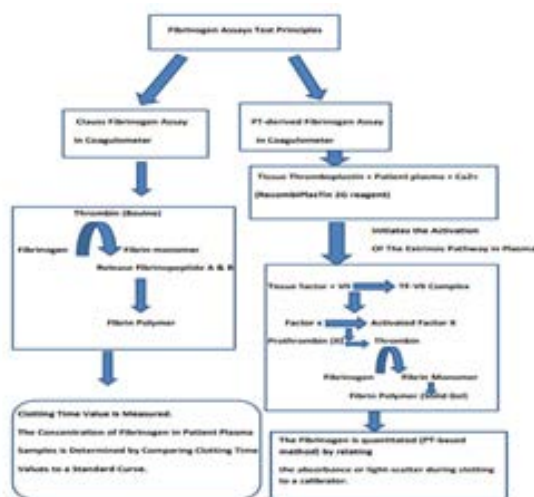 Fibrinogen Assays Test Principles
Clauss Fibrinogen Assay
in Coagulometer
PT-derived Fibrinogen Assay
in Coagulometer
Tissue Thromboplastin + Patient plasma + Ca2+
(RecombiPlasTin 2G reagent)
Initiates the Activation
Of The Extrinsic Pathway in Plasma
Thrombin (Bovine)
Fibrinogen
Fibrin monomer
Release Fibrinopeptide A & B
Fibrin Polymer
Tissue factor +
Complex
Factor x
Activated Factor X
Prothrombin (II)
Thrombin
Fibrinogen
Fibrin Monomer
Fibrin Polymer (Solid Gel)
Clotting Time Value is Measured.
The Concentration of Fibrinogen in Patient Plasma
Samples is Determined by Comparing Clotting Time
Values to a Standard Curve.
The Fibrinogen is quantitated (PT-based
method) by relating
the absorbance or light-scatter during clotting
to a calibrator.